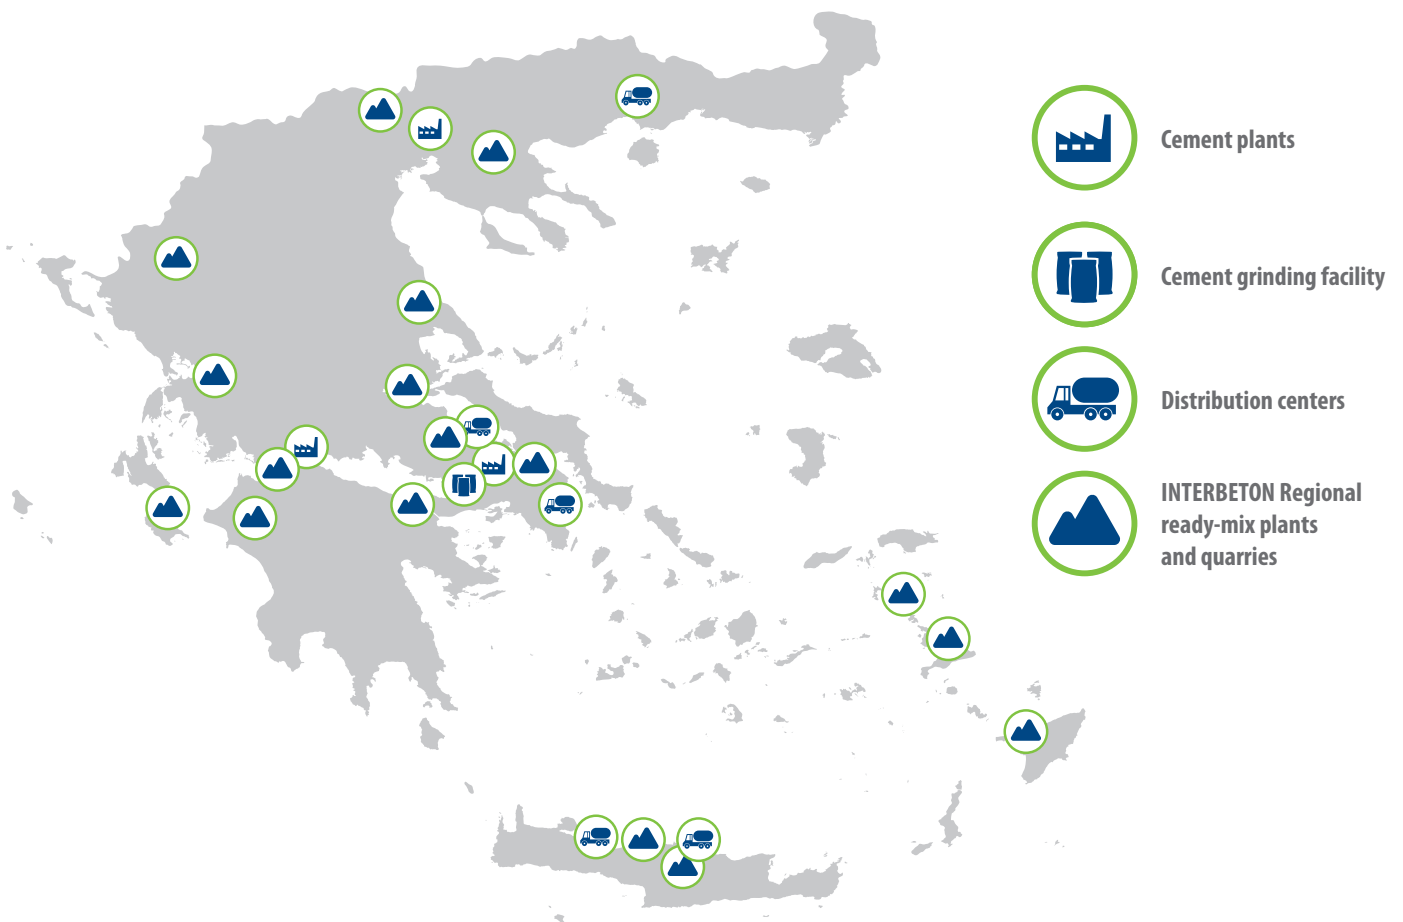 Cement plants
Cement grinding facility
Distribution centers
INTERBETON Regional
ready-mix plants
and quarries